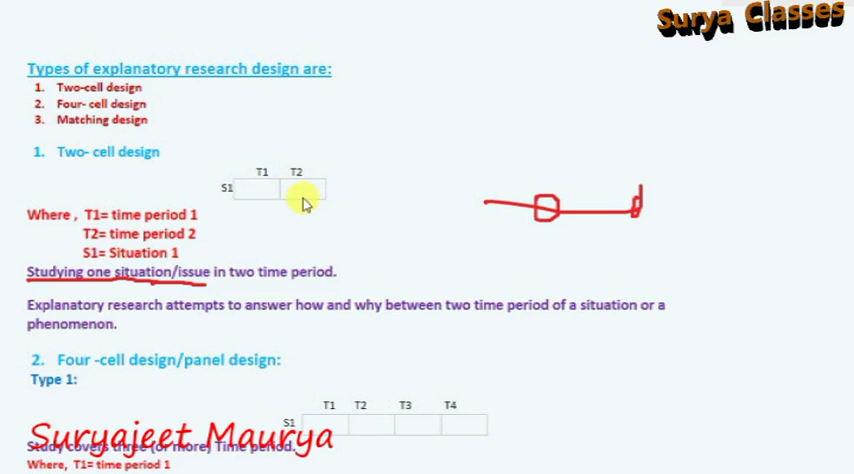 Surya Classes
Types of explanatory research design are:
1. Two-cell design
2. Four- cell design
3. Matching design
1. Two- cell design
T1 T2
S1
Where , T1= time period 1
T2= time period 2
S1= Situation 1
Studying one situation/issue in two time period.
Explanatory research attempts to answer how and why between two time period of a situation or a
phenomenon.
2. Four -cell design/panel design:
Type 1:
T1 T2 T3 T4
S1
Suryajeet Maurya
Study covers three (or more) Time period.
Where, T1= time period 1